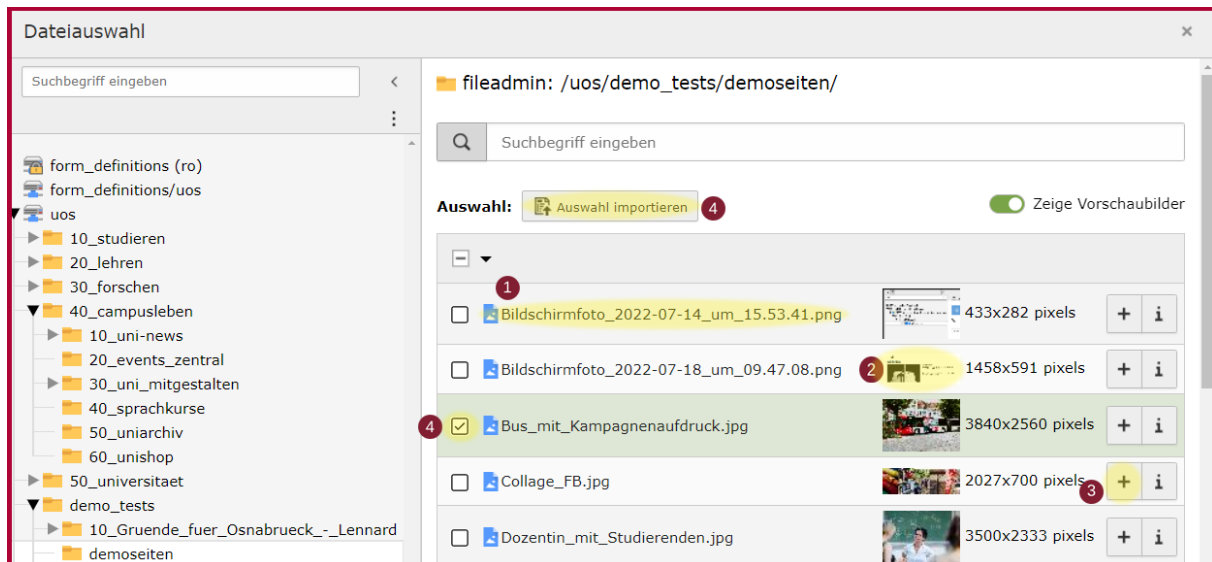 Dateiauswahl
×
Suchbegriff eingeben
form_definitions (ro)
form_definitions/uos
uos
10_studieren
20_lehren
30_forschen
40_campusleben
10_uni-news
20_events_zentral
30_uni_mitgestalten
40_sprachkurse
50_uniarchiv
60_unishop
50_universitaet
demo_tests
10_Gruende_fuer_Osnabrueck_-_Lennard
demoseiten
fileadmin: /uos/demo_tests/demoseiten/
Suchbegriff eingeben
Auswahl: Auswahl importieren 4 Zeige Vorschaubilder
1
Bildschirmfoto_2022-07-14_um_15.53.41.png 433x282 pixels + i
Bildschirmfoto_2022-07-18_um_09.47.08.png 2 1458x591 pixels + i
4 Bus_mit_Kampagnenaufdruck.jpg 3840x2560 pixels + i
Collage_FB.jpg 2027x700 pixels 3 + i
Dozentin_mit_Studierenden.jpg 3500x2333 pixels + i